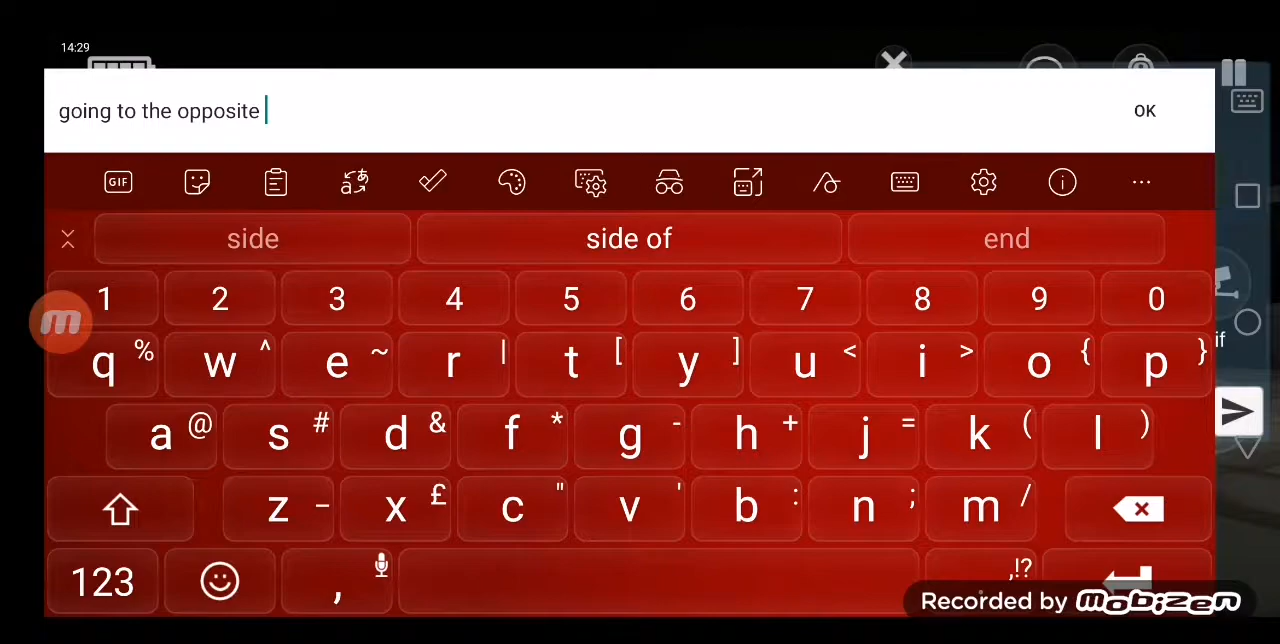 14:29
going to the opposite
OK
GIF
side side of end
1 2 3 4 5 6 7 8 9 0
q % w ^ e ~ r | t [ y ] u < i > o { p }
if
a @ s # d & f * g - h + j = k ( l )
z _ x £ c " v ' b : n ; m /
123 , ,!?
Recorded by mobizen